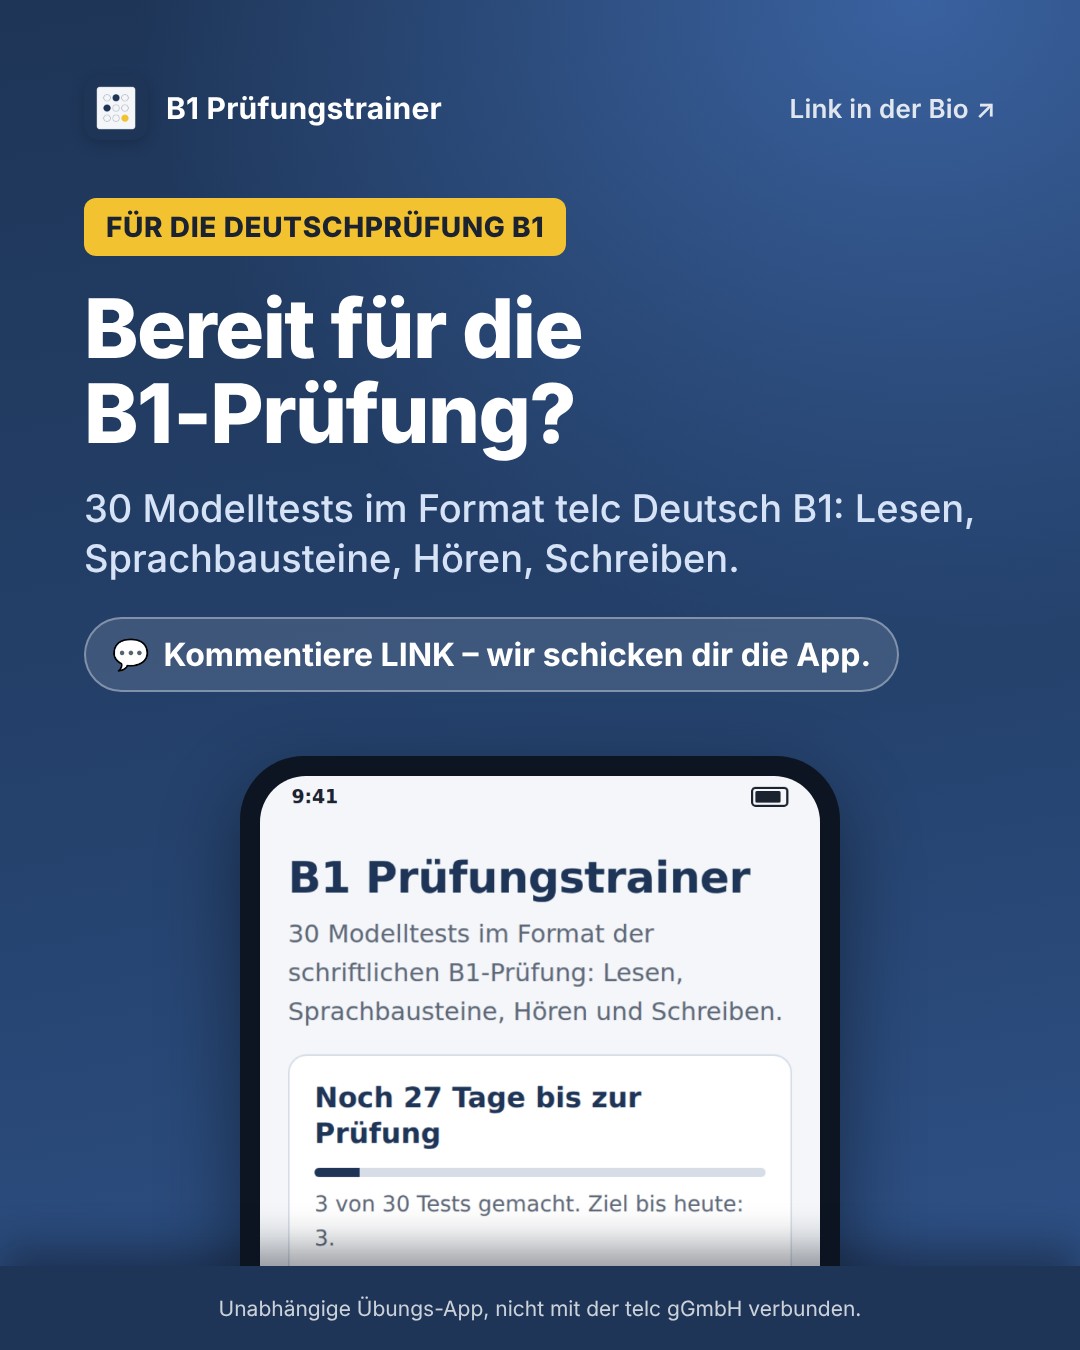 B1 Prüfungstrainer
Link in der Bio ↗
FÜR DIE DEUTSCHPRÜFUNG B1
Bereit für die
B1-Prüfung?
30 Modelltests im Format telc Deutsch B1: Lesen,
Sprachbausteine, Hören, Schreiben.
💬 Kommentiere LINK – wir schicken dir die App.
9:41
B1 Prüfungstrainer
30 Modelltests im Format der
schriftlichen B1-Prüfung: Lesen,
Sprachbausteine, Hören und Schreiben.
Noch 27 Tage bis zur
Prüfung
3 von 30 Tests gemacht. Ziel bis heute:
3.
Unabhängige Übungs-App, nicht mit der telc gGmbH verbunden.